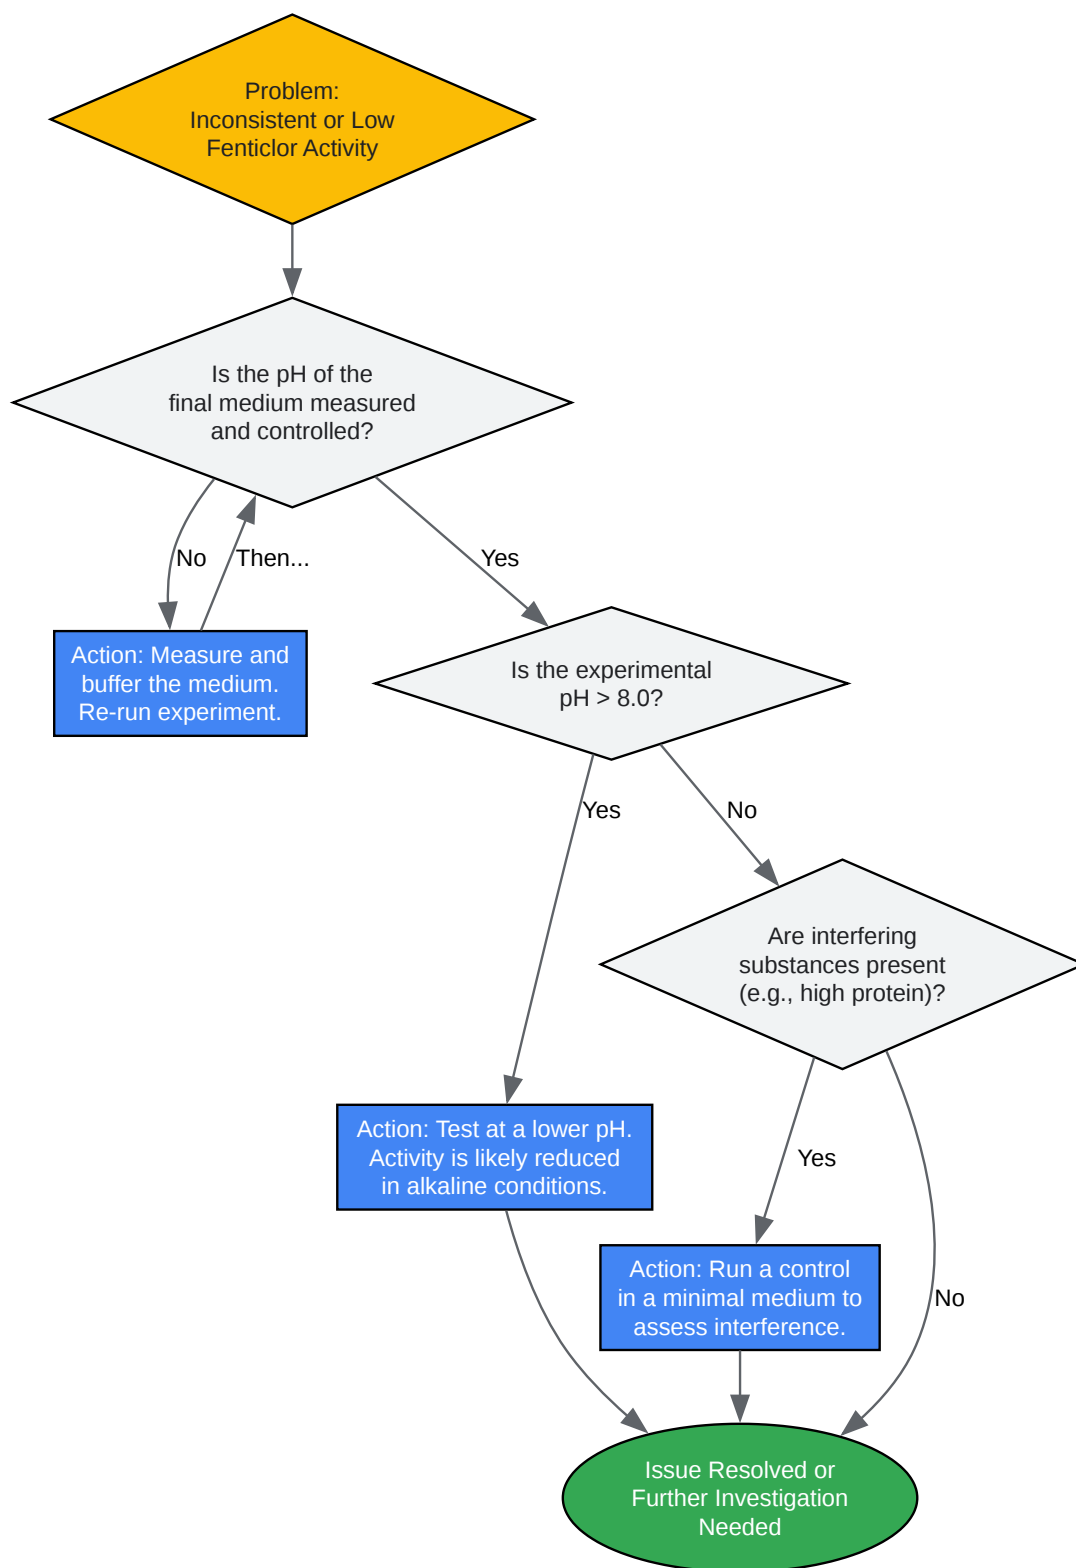 Problem:
Inconsistent or Low
Fenticlor Activity
Is the pH of the
final medium measured
and controlled?
No
Then...
Yes
Action: Measure and
buffer the medium.
Re-run experiment.
Is the experimental
pH > 8.0?
Yes
No
Are interfering
substances present
(e.g., high protein)?
Action: Test at a lower pH.
Activity is likely reduced
in alkaline conditions.
Yes
Action: Run a control
in a minimal medium to
assess interference.
No
Issue Resolved or
Further Investigation
Needed